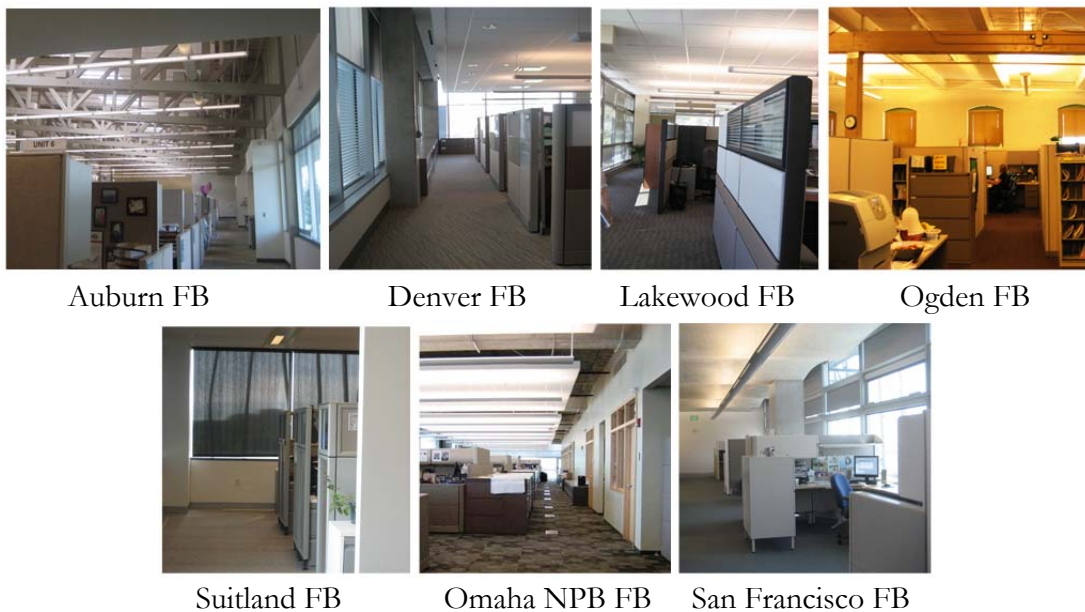 UNIT 6
Auburn FB
Denver FB
Lakewood FB
Ogden FB
Suitland FB
Omaha NPB FB
San Francisco FB